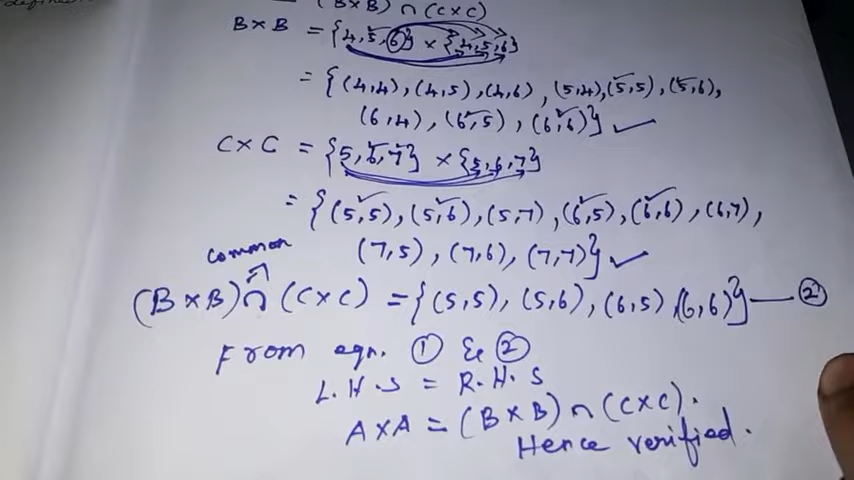 (B×B) ∩ (C×C)
B×B = {4,5,6} × {4,5,6}
= {(4,4),(4,5),(4,6),(5,4),(5,5),(5,6),
(6,4),(6,5),(6,6)} ✓
C×C = {5,6,7} × {5,6,7}
= {(5,5),(5,6),(5,7),(6,5),(6,6),(6,7),
(7,5),(7,6),(7,7)} ✓
common
(B×B) ∩ (C×C) = {(5,5),(5,6),(6,5),(6,6)} — ②
From eqn. ① & ②
L.H.S = R.H.S
A×A = (B×B) ∩ (C×C).
Hence verified.